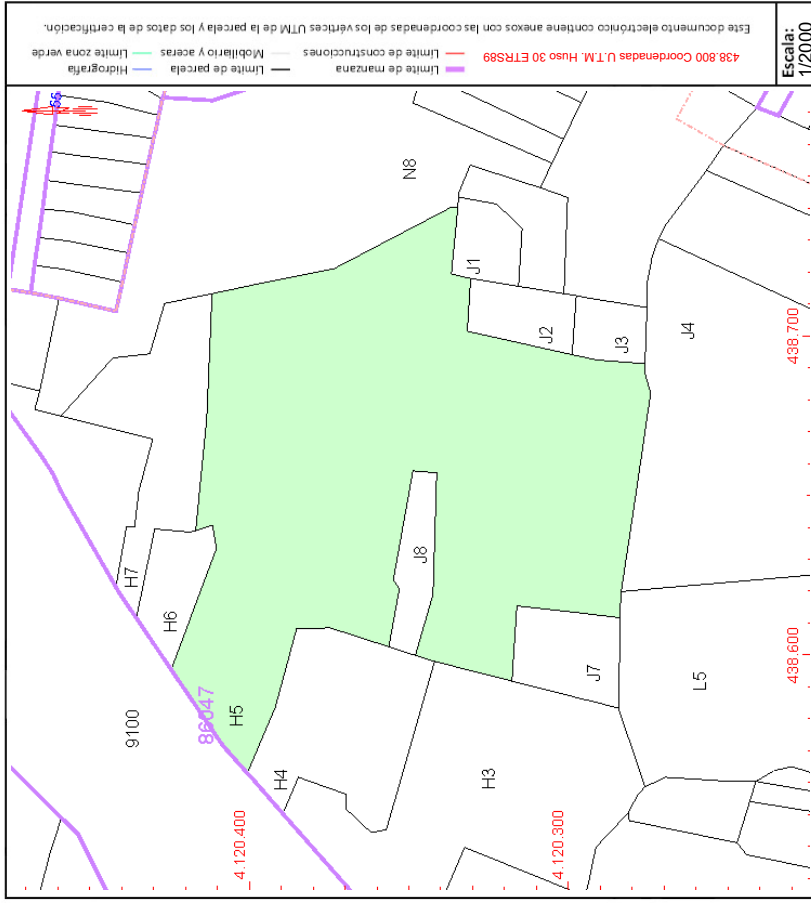 Este documento electrónico contiene anexos con las coordenadas de los vértices UTM de la parcela y los datos de la certificación.
438.800 Coordenadas U.T.M. Huso 30 ETRS89
Límite de manzana
Límite de construcciones
Límite de parcela
Mobiliario y aceras
Hidrografía
Límite zona verde
Escala:
1/2000
N8
J1
J2
J3
J4
438.700
H7
H6
J8
H5
86047
9100
H4
J7
L5
438.600
H3
4.120.400
4.120.300